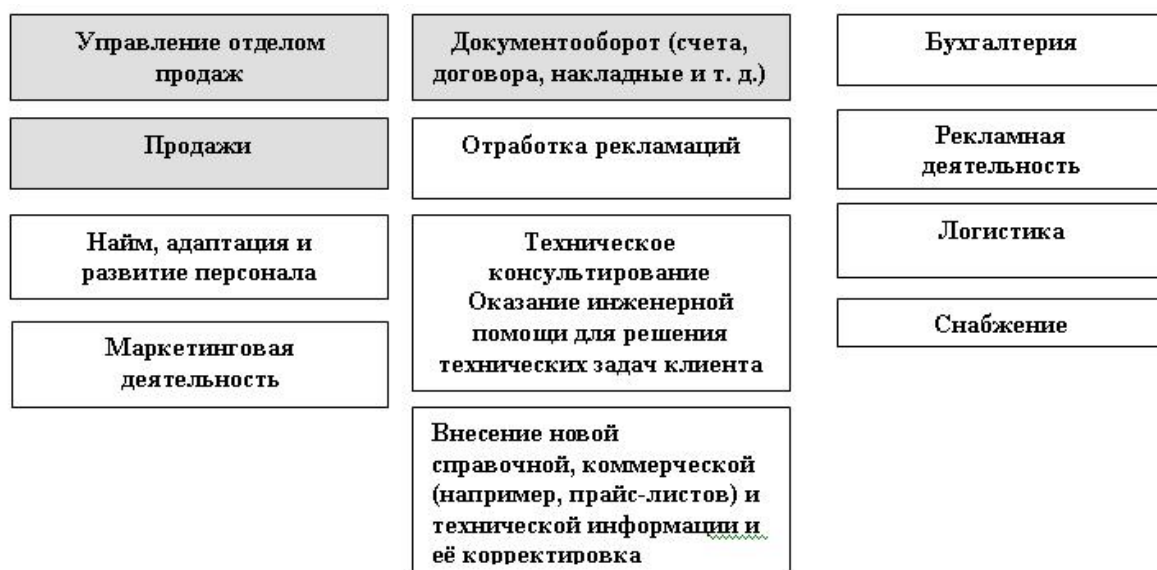 Управление отделом
продаж
Продажи
Найм, адаптация и
развитие персонала
Маркетинговая
деятельность
Документооборот (счета,
договора, накладные и т. д.)
Отработка рекламаций
Техническое
консультирование
Оказание инженерной
помощи для решения
технических задач клиента
Внесение новой
справочной, коммерческой
(например, прайс-листов) и
технической информации и
её корректировка
Бухгалтерия
Рекламная
деятельность
Логистика
Снабжение